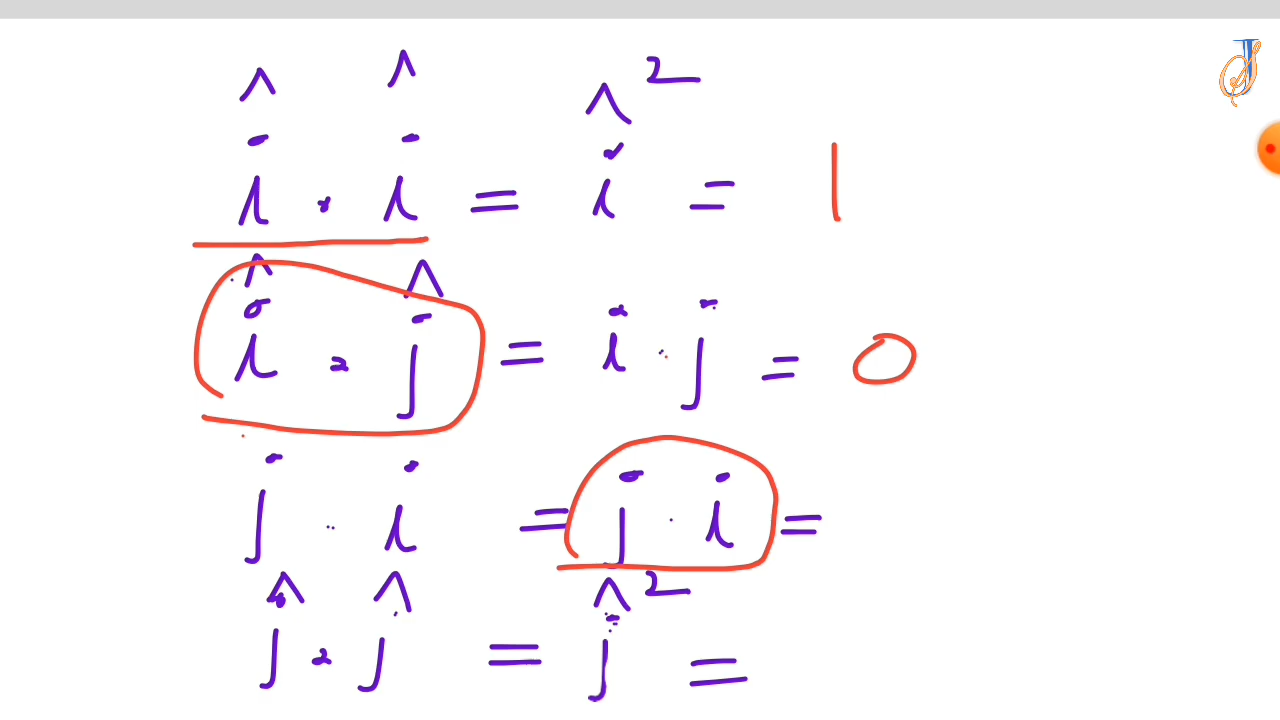 î · î = î² = 1
î · ĵ = i · j = 0
j · i = j · i =
ĵ · ĵ = ĵ² =